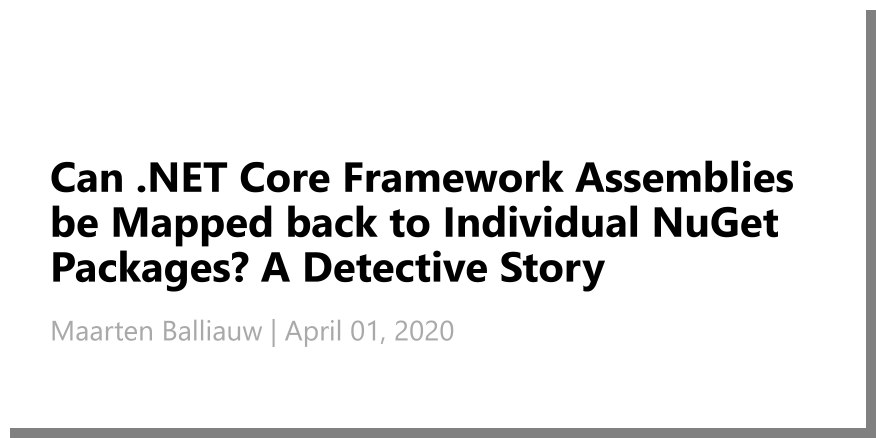 Can .NET Core Framework Assemblies
be Mapped back to Individual NuGet
Packages? A Detective Story
Maarten Balliauw | April 01, 2020